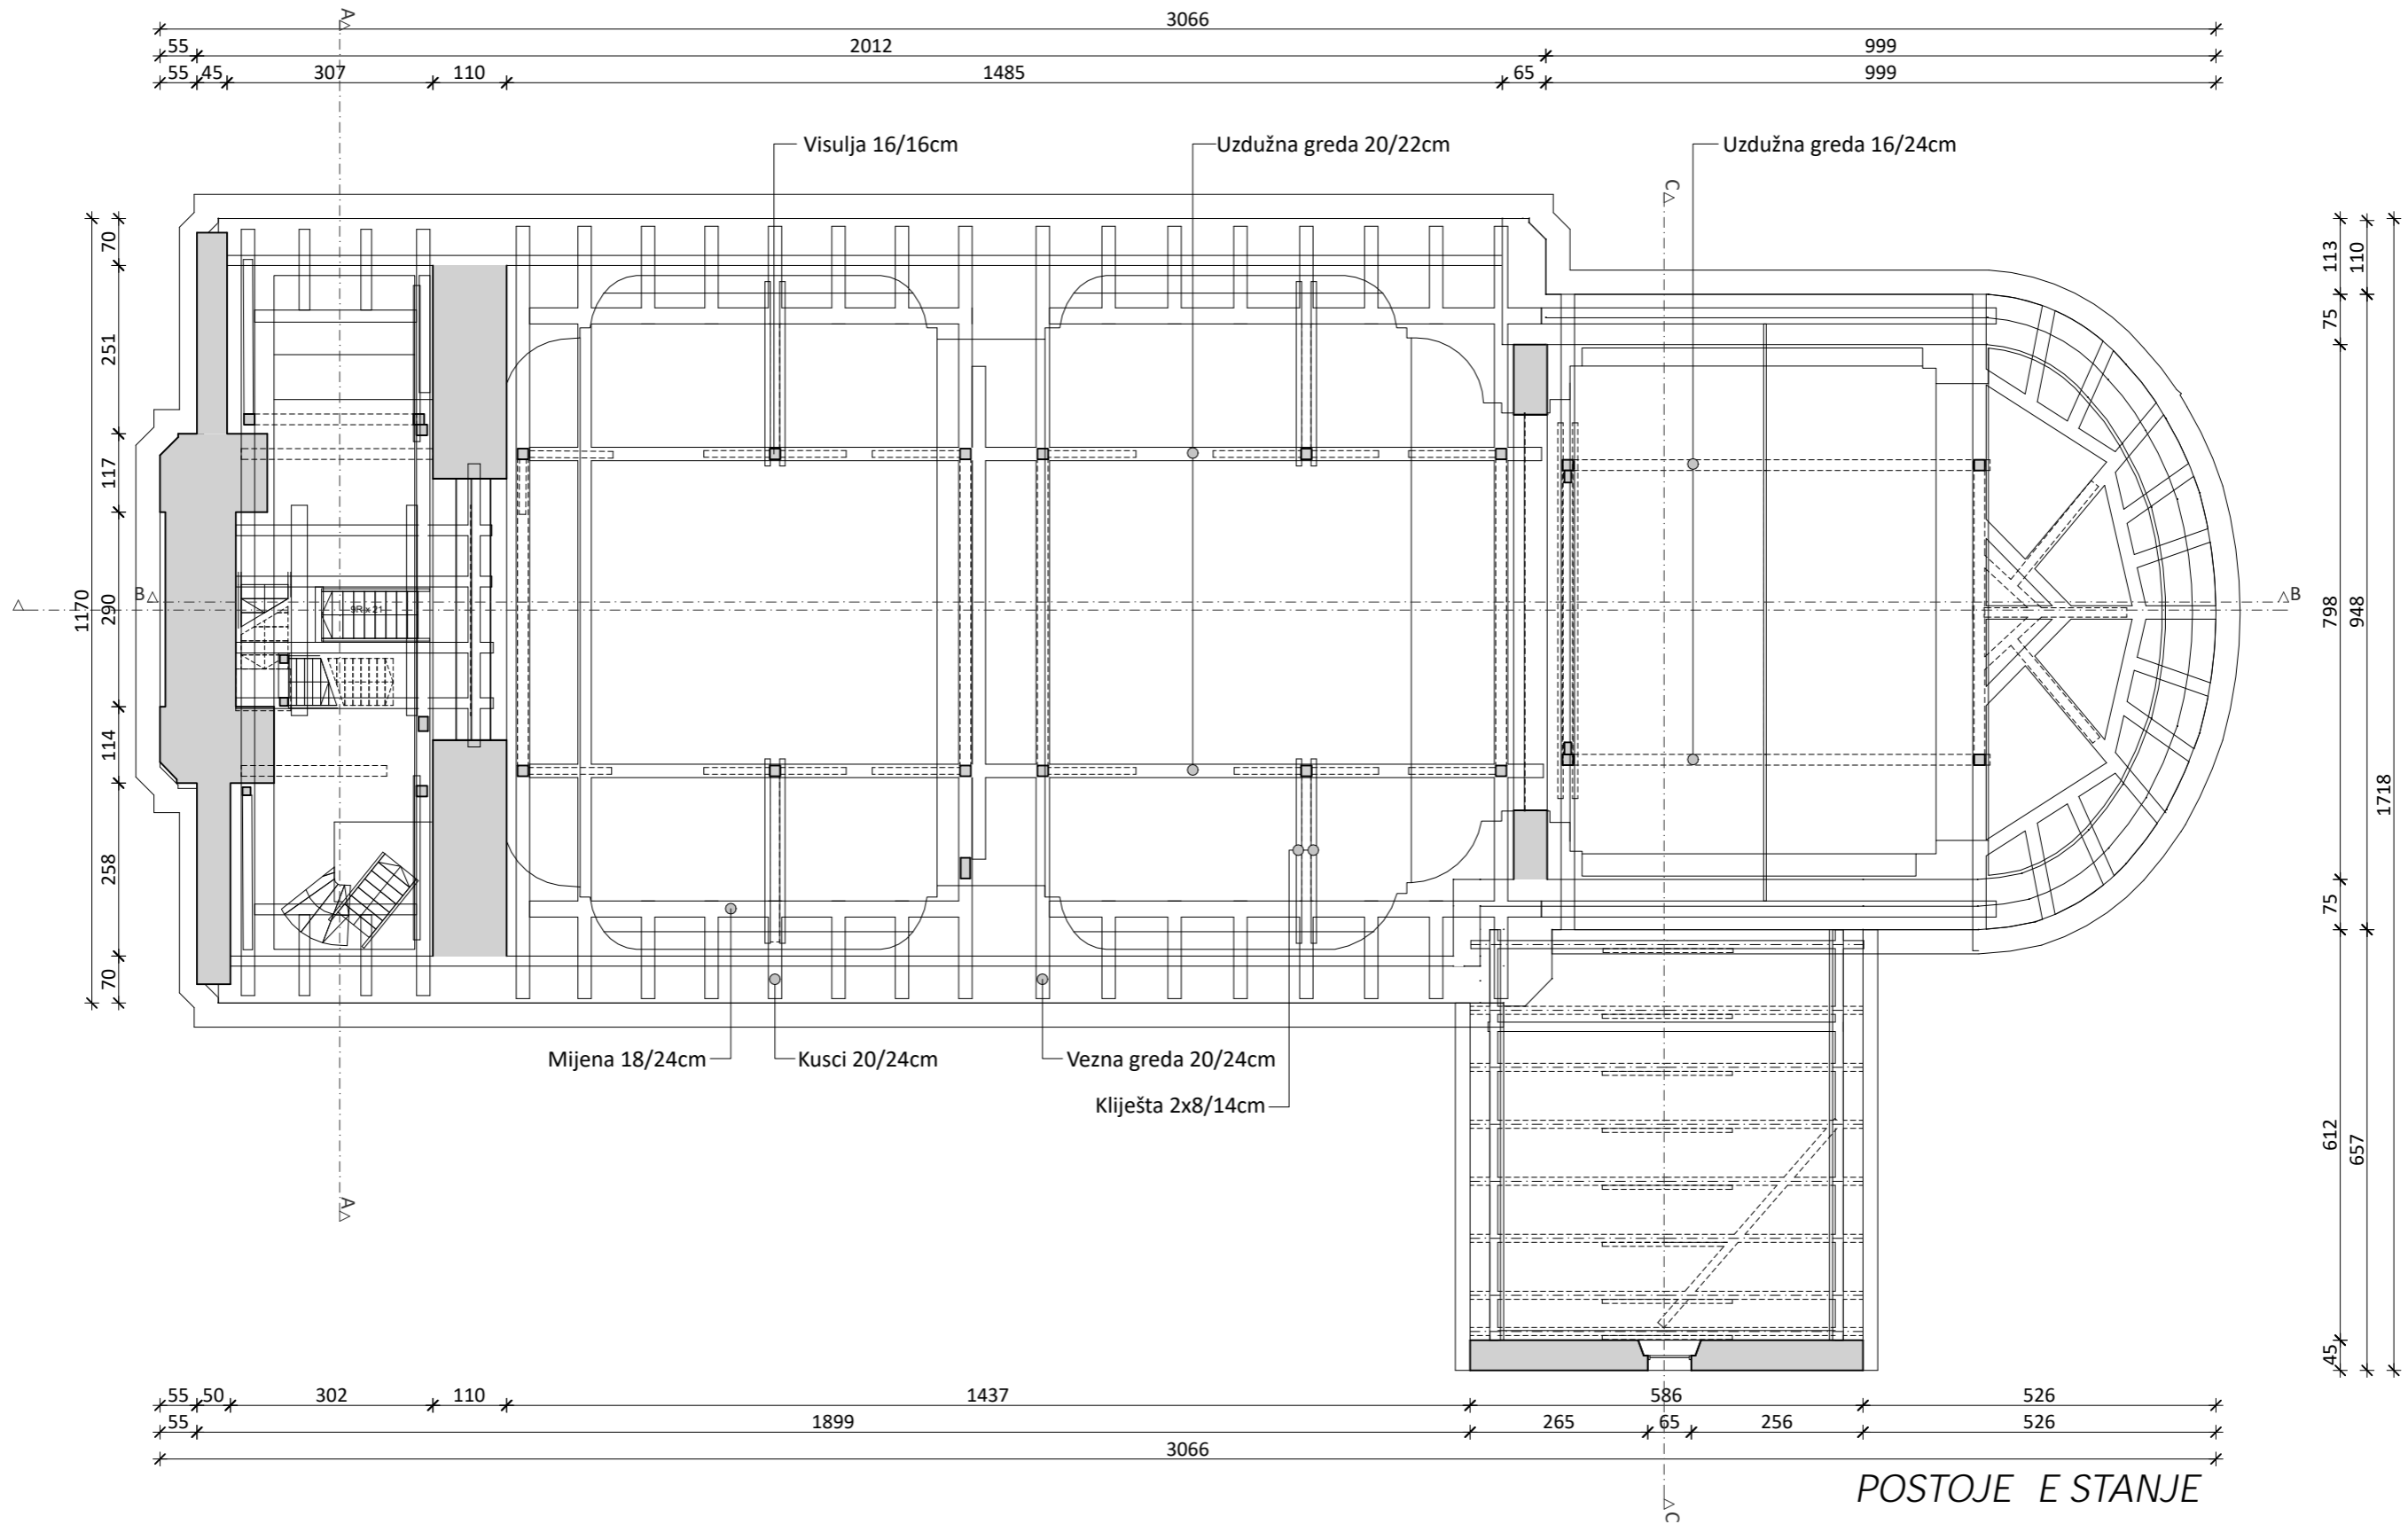 3066
55 2012 999
55 45 307 110 1485 65 999
A
Visulja 16/16cm
Uzdužna greda 20/22cm
Uzdužna greda 16/24cm
C
70
251
117
290
114
258
70
1170
113
75
798
75
612
45
110
948
657
1718
B
9R x 21
B
Mijena 18/24cm
Kusci 20/24cm
Vezna greda 20/24cm
Kliješta 2x8/14cm
A
55 50 302 110 1437 586 526
55 1899 265 65 256 526
3066
POSTOJE E STANJE
C